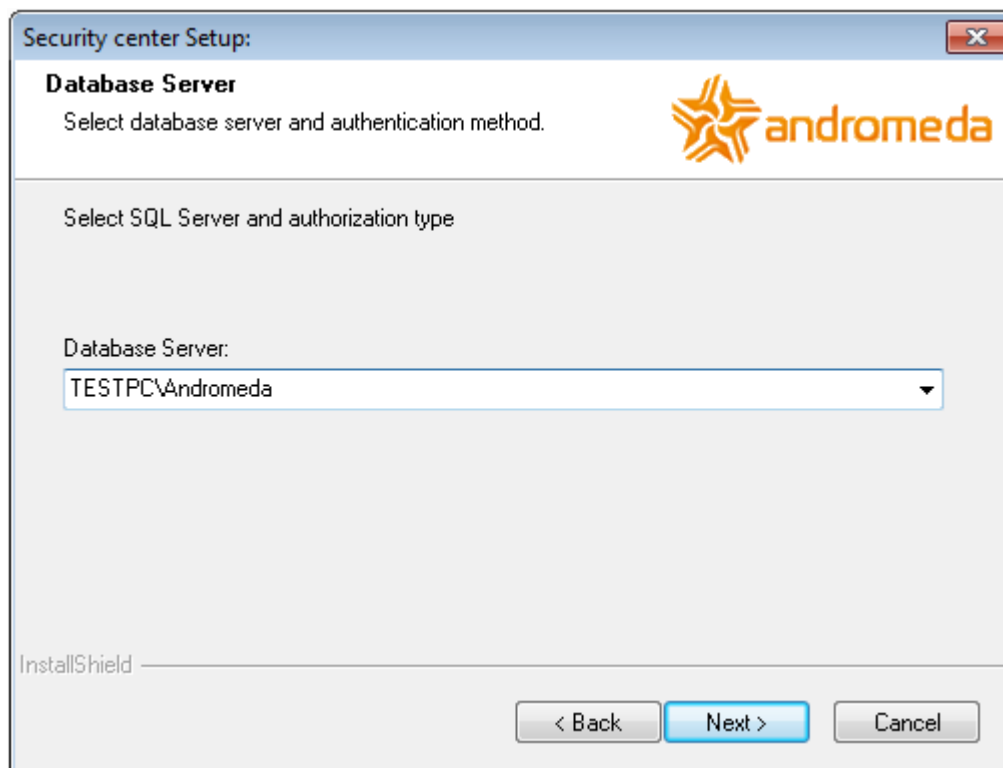 Security center Setup:
Database Server
Select database server and authentication method.
andromeda
Select SQL Server and authorization type
Database Server:
TESTPC\Andromeda
InstallShield
< Back
Next >
Cancel